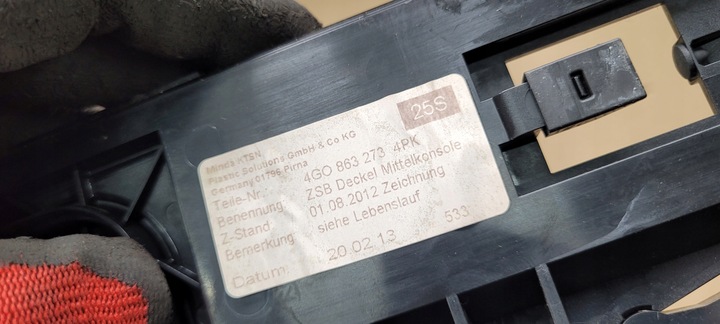 25S
Minda KTSN
Plastic Solutions GmbH & Co KG
Germany 01796 Pirna
Teile-Nr. 4GO 863 273 4PK
Benennung ZSB Deckel Mittelkonsole
Z-Stand 01.08.2012 Zeichnung
Bemerkung siehe Lebenslauf
533
Datum: 20 02 13